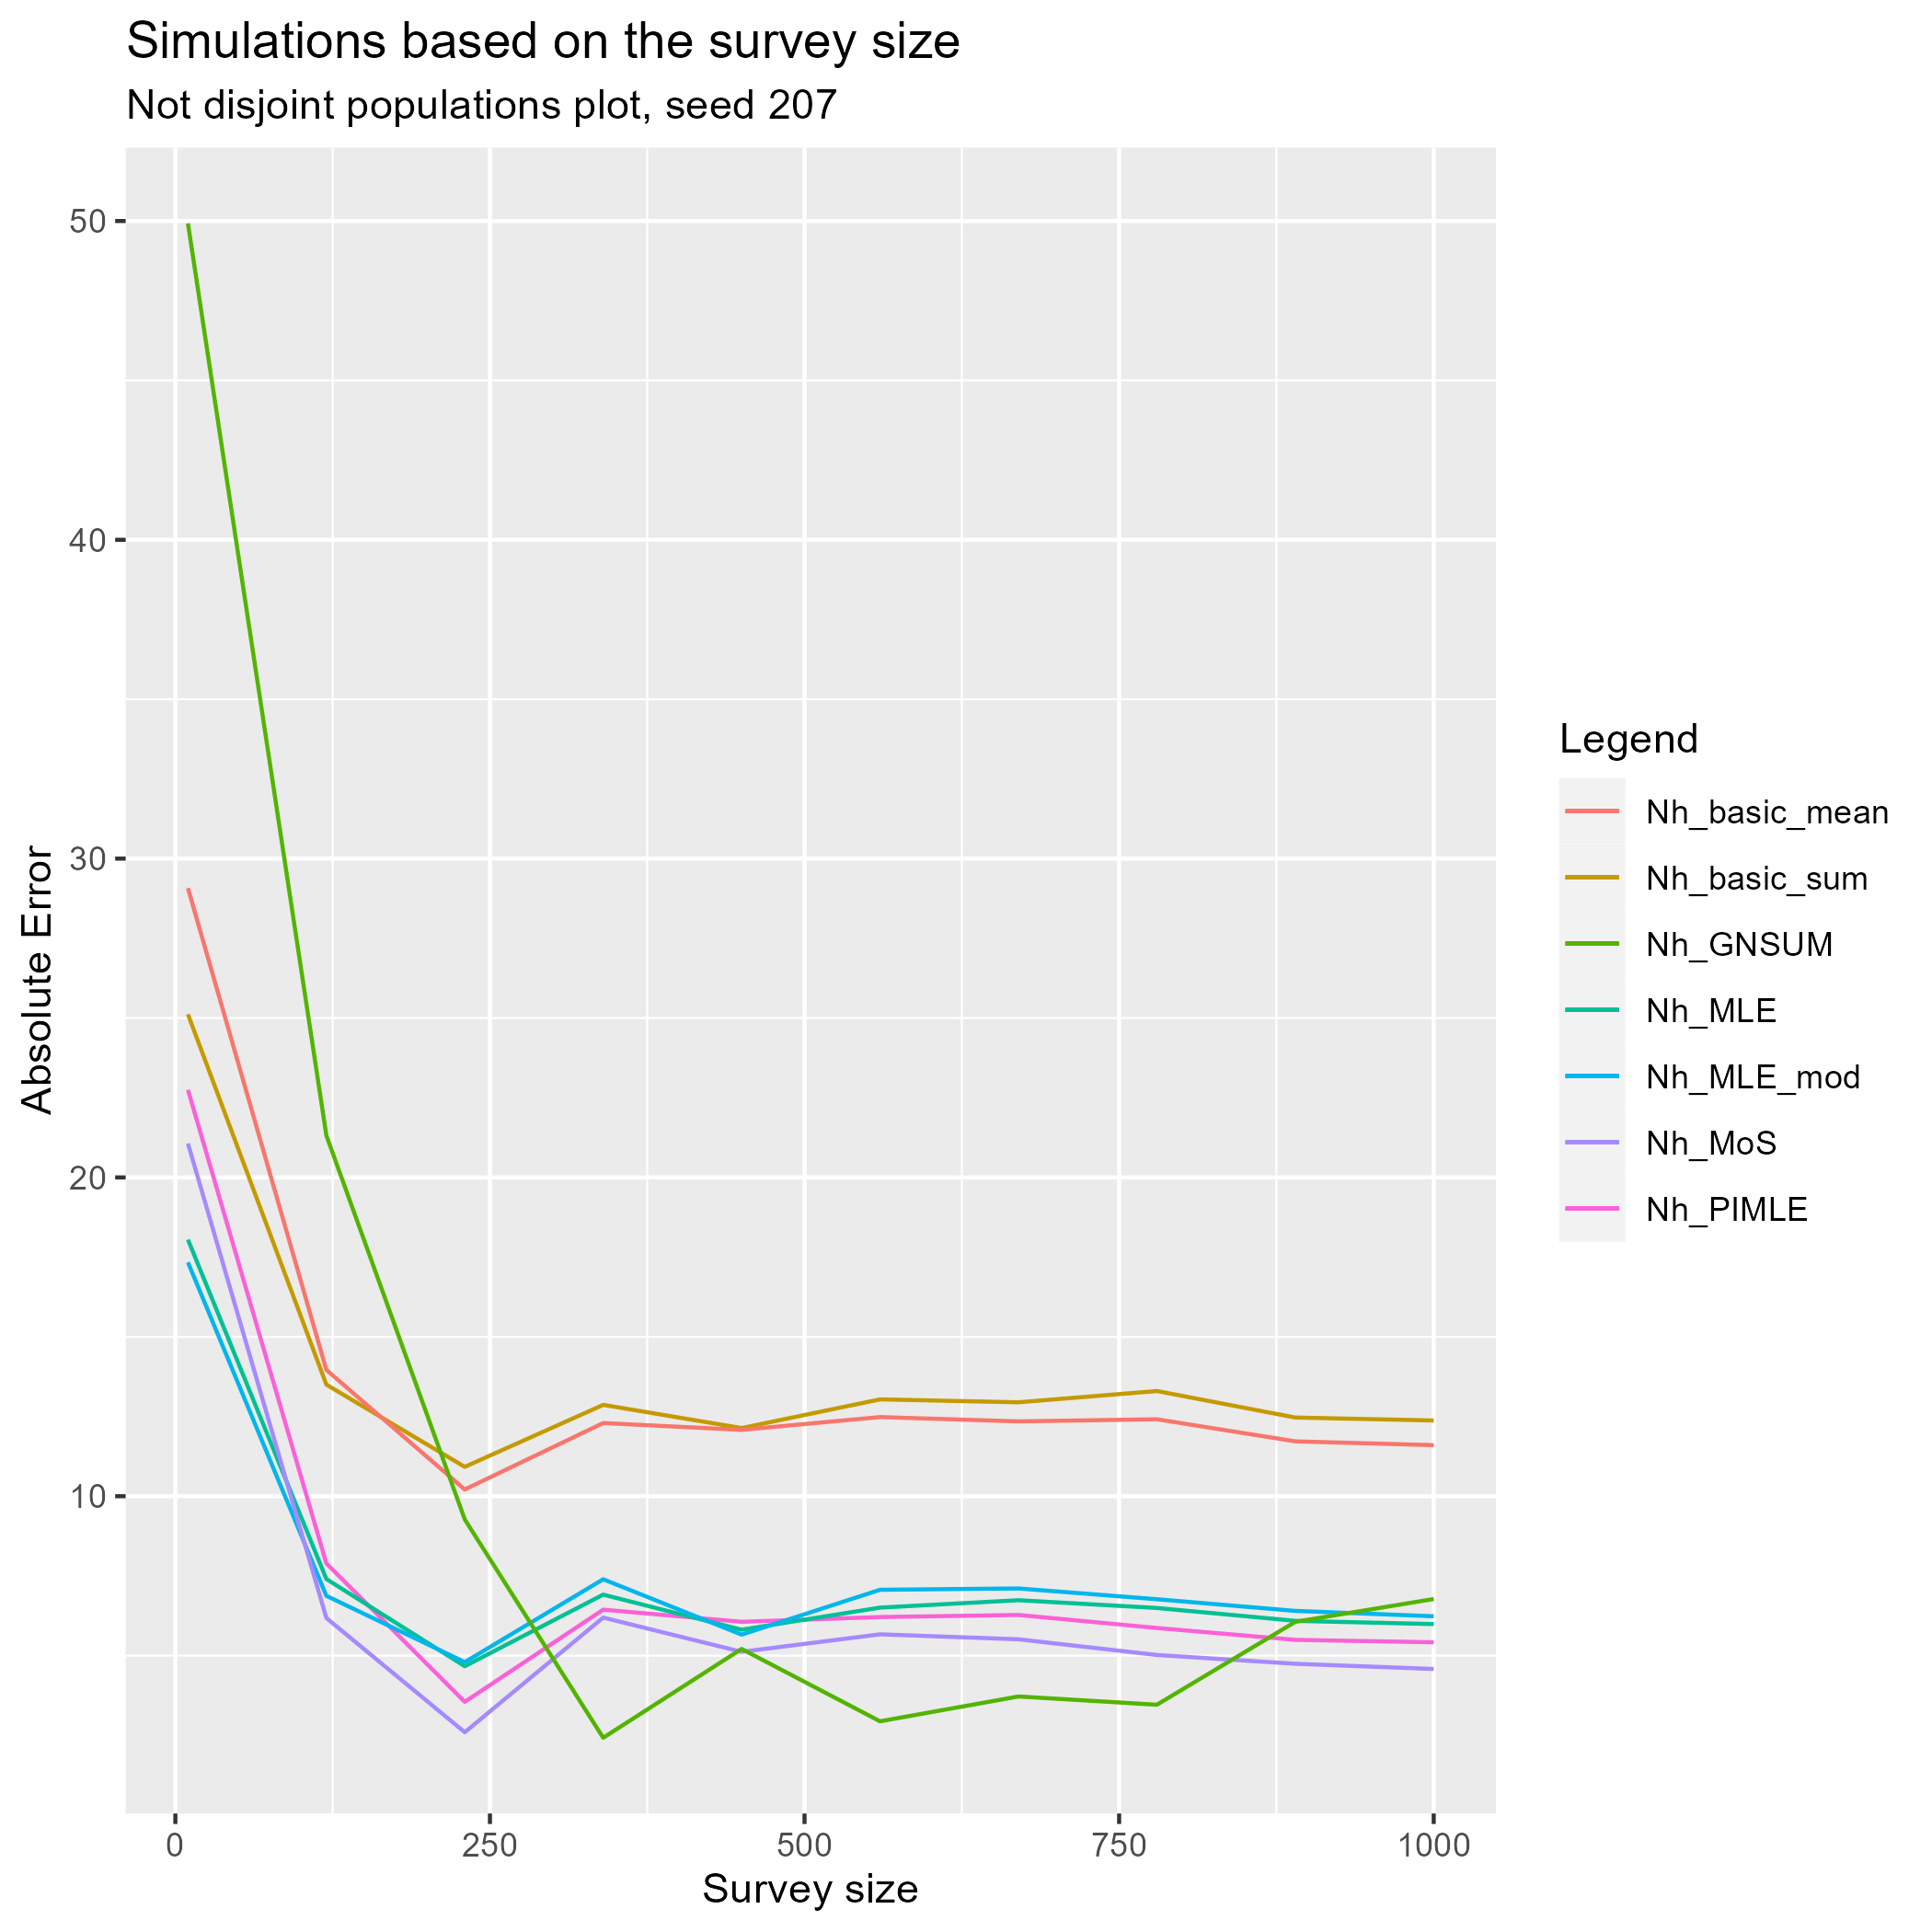 Simulations based on the survey size
Not disjoint populations plot, seed 207
Absolute Error
50
40
30
20
10
0
250
500
750
1000
Survey size
Legend
Nh_basic_mean
Nh_basic_sum
Nh_GNSUM
Nh_MLE
Nh_MLE_mod
Nh_MoS
Nh_PIMLE